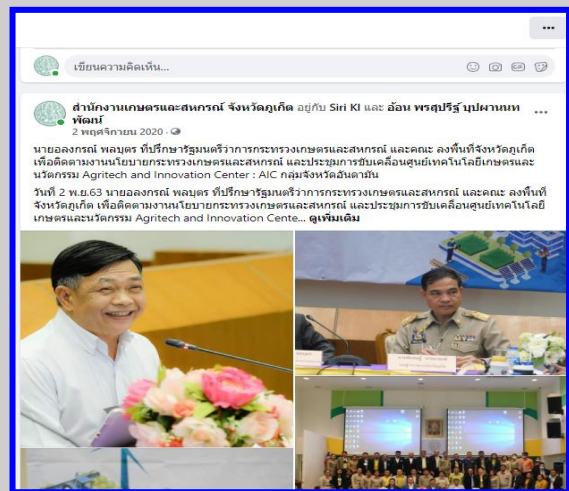 เขียนความคิดเห็น...
สำนักงานเกษตรและสหกรณ์ จังหวัดภูเก็ต อยู่กับ Siri KI และ อ้อน พรสุปรีฐ์ บุปผานนท
พัฒน์
2 พฤศจิกายน 2020
นายอลงกรณ์ พลบุตร ที่ปรึกษารัฐมนตรีว่าการกระทรวงเกษตรและสหกรณ์ และคณะ ลงพื้นที่จังหวัดภูเก็ต
เพื่อติดตามงานนโยบายกระทรวงเกษตรและสหกรณ์ และประชุมการขับเคลื่อนศูนย์เทคโนโลยีเกษตรและ
นวัตกรรม Agritech and Innovation Center : AIC กลุ่มจังหวัดอันดามัน
วันที่ 2 พ.ย.63 นายอลงกรณ์ พลบุตร ที่ปรึกษารัฐมนตรีว่าการกระทรวงเกษตรและสหกรณ์ และคณะ ลงพื้นที่
จังหวัดภูเก็ต เพื่อติดตามงานนโยบายกระทรวงเกษตรและสหกรณ์ และประชุมการขับเคลื่อนศูนย์เทคโนโลยี
เกษตรและนวัตกรรม Agritech and Innovation Cente... ดูเพิ่มเติม